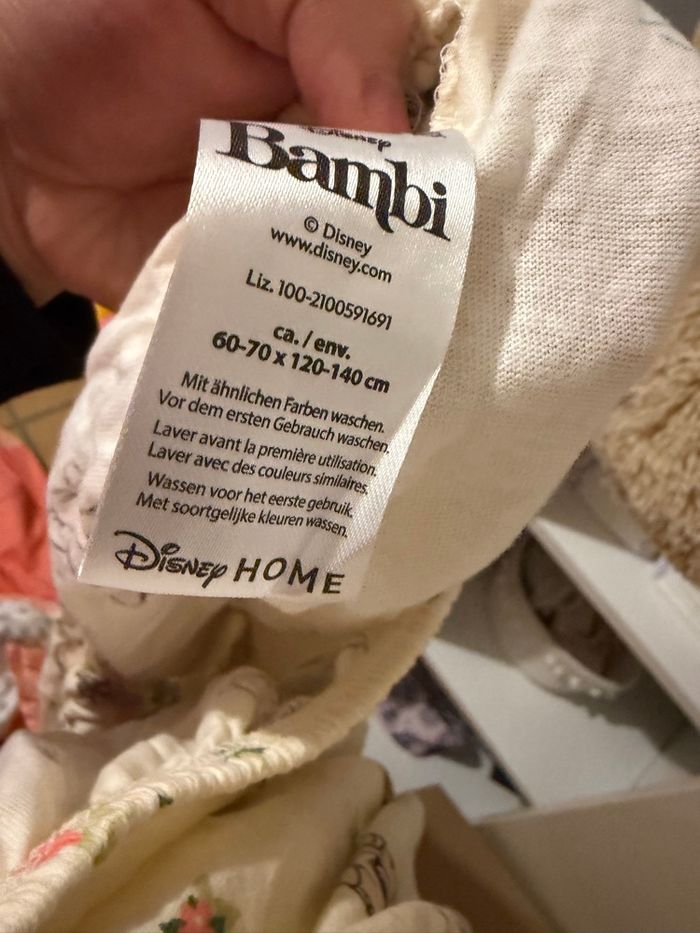 Disney
Bambi
© Disney
www.disney.com
Liz. 100-2100591691
ca. / env.
60-70 x 120-140 cm
Mit ähnlichen Farben waschen.
Vor dem ersten Gebrauch waschen.
Laver avant la première utilisation.
Laver avec des couleurs similaires.
Wassen voor het eerste gebruik.
Met soortgelijke kleuren wassen.
Disney HOME